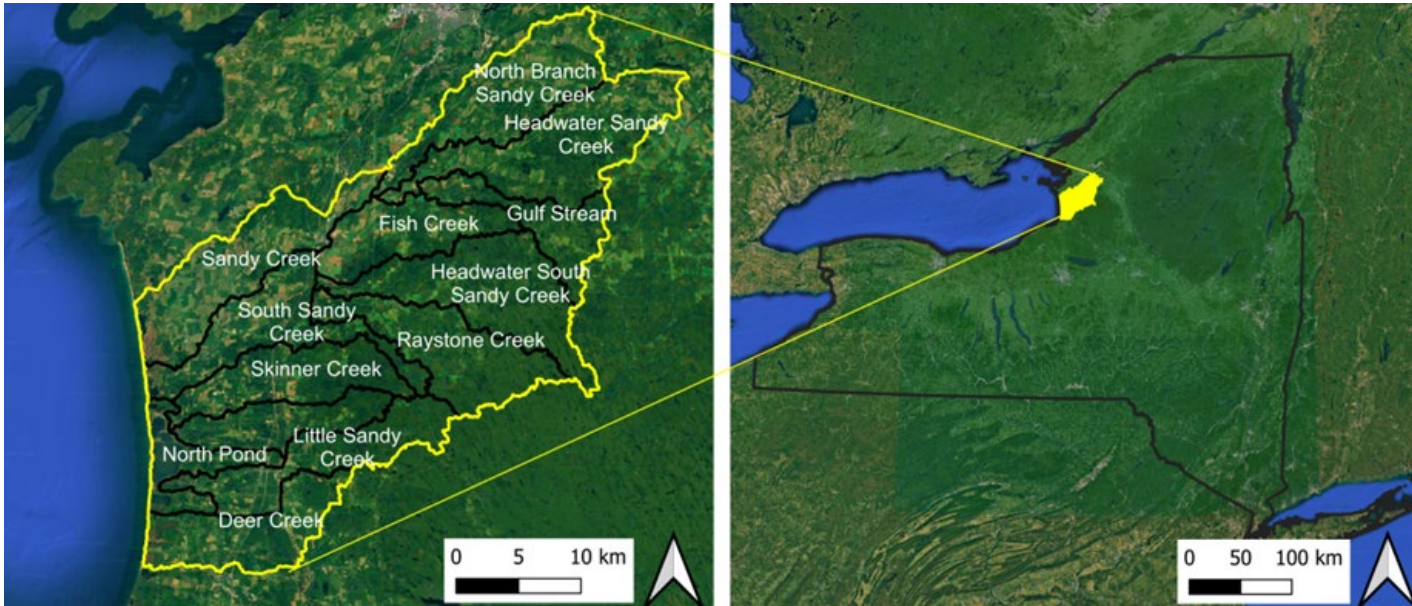 North Branch
Sandy Creek
Headwater Sandy
Creek
Gulf Stream
Fish Creek
Sandy Creek
Headwater South
Sandy Creek
South Sandy
Creek
Raystone Creek
Skinner Creek
Little Sandy
Creek
North Pond
Deer Creek
0 5 10 km
0 50 100 km